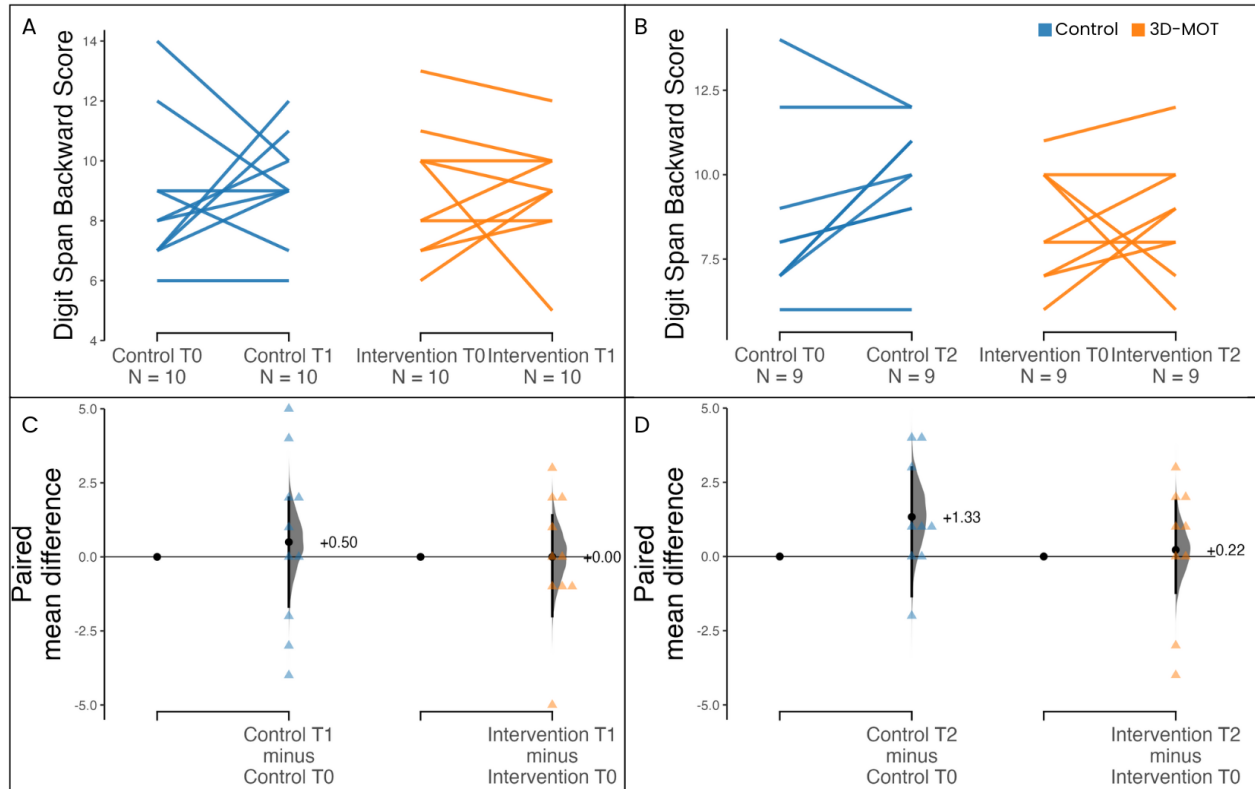 A
Digit Span Backward Score
14
12
10
8
6
4
Control T0
N = 10
Control T1
N = 10
Intervention T0
N = 10
Intervention T1
N = 10
B
Control
3D-MOT
Digit Span Backward Score
12.5
10.0
7.5
Control T0
N = 9
Control T2
N = 9
Intervention T0
N = 9
Intervention T2
N = 9
C
Paired
mean difference
5.0
2.5
0.0
-2.5
-5.0
+0.50
+0.00
Control T1
minus
Control T0
Intervention T1
minus
Intervention T0
D
Paired
mean difference
5.0
2.5
0.0
-2.5
-5.0
+1.33
+0.22
Control T2
minus
Control T0
Intervention T2
minus
Intervention T0